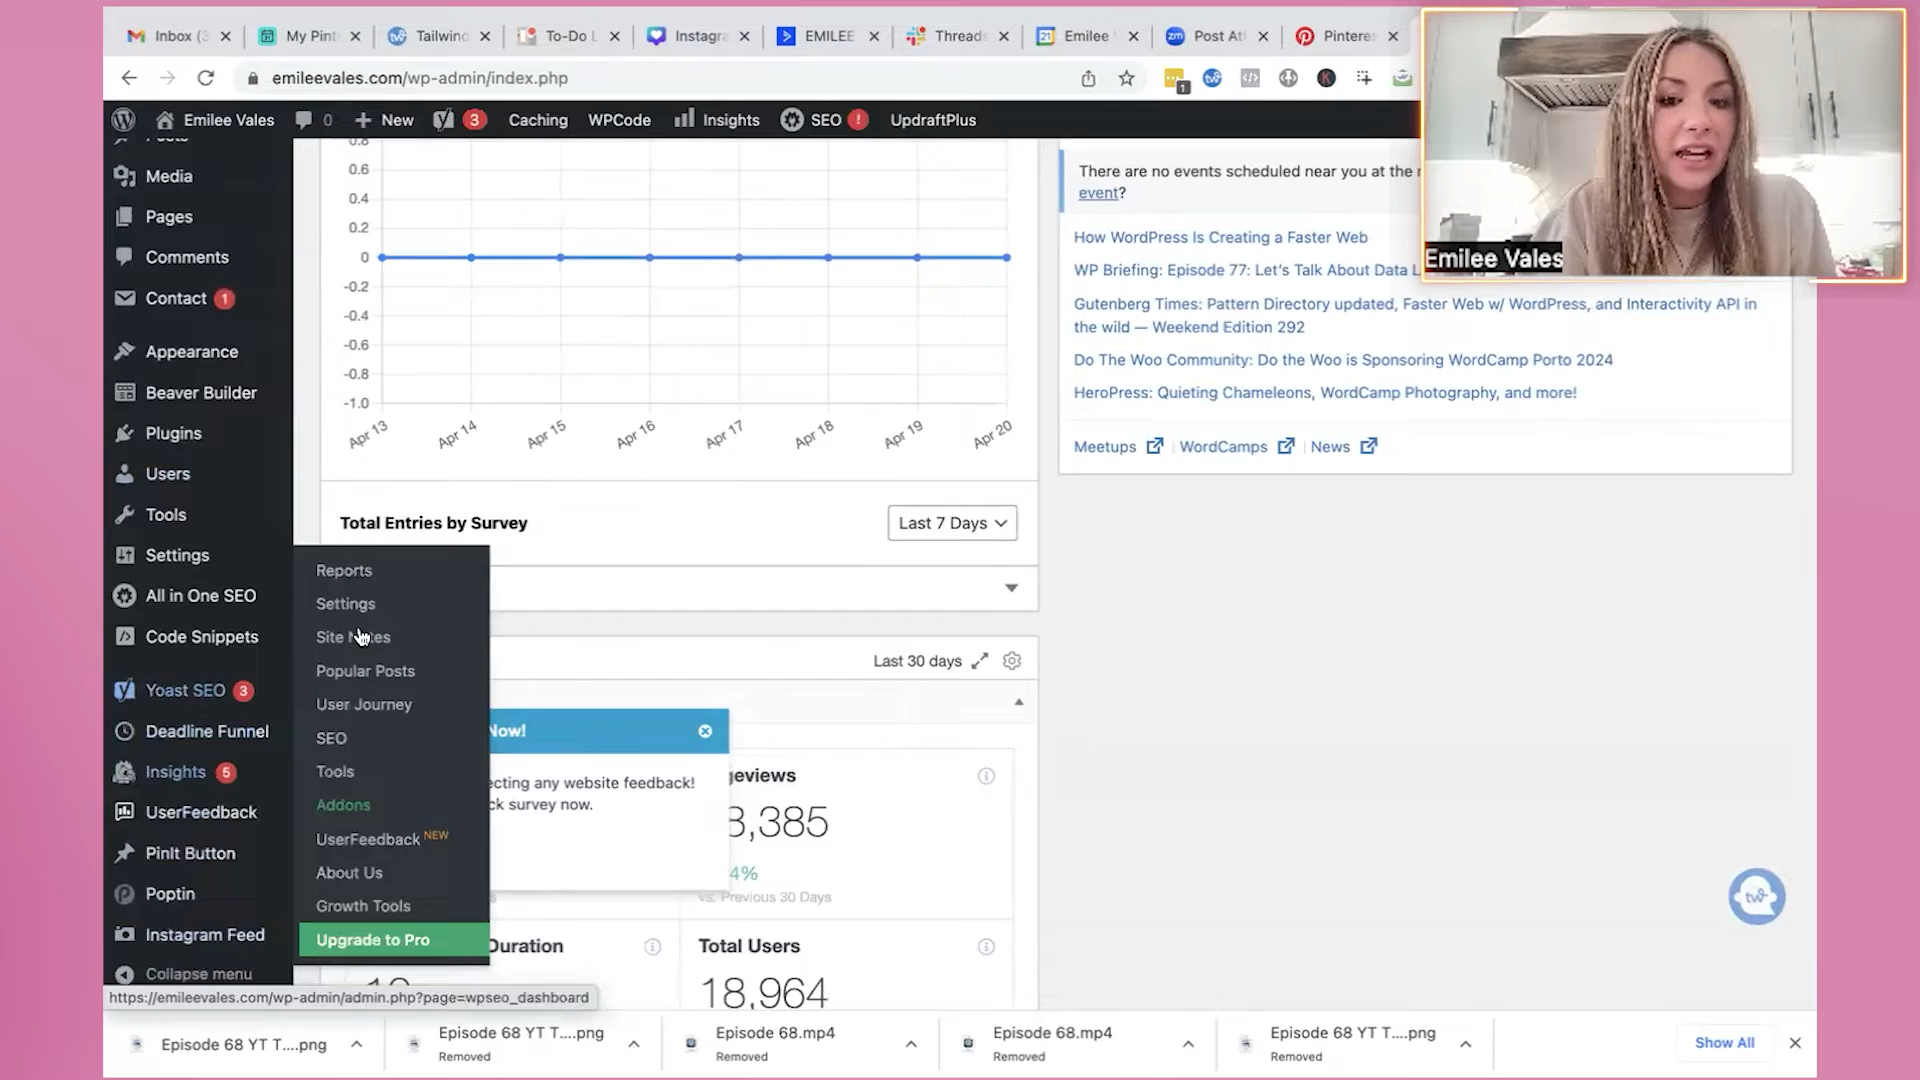 Inbox (3
My Pint
Tailwind
To-Do L
Instagra
EMILEE
Threads
Emilee
Post Att
Pinteres
emileevales.com/wp-admin/index.php
1
Emilee Vales
0
New
3
Caching
WPCode
Insights
SEO
!
UpdraftPlus
Posts
Media
Pages
Comments
Contact 1
Appearance
Beaver Builder
Plugins
Users
Tools
Settings
All in One SEO
Code Snippets
Yoast SEO 3
Deadline Funnel
Insights 5
UserFeedback
PinIt Button
Poptin
Instagram Feed
Collapse menu
Reports
Settings
Popular Posts
User Journey
SEO
Tools
Addons
UserFeedback NEW
About Us
Growth Tools
Upgrade to Pro
0.8
0.6
0.4
0.2
0
-0.2
-0.4
-0.6
-0.8
-1.0
Apr 13
Apr 14
Apr 15
Apr 16
Apr 17
Apr 18
Apr 19
Apr 20
Total Entries by Survey
Last 7 Days
Last 30 days
Now!
ecting any website feedback!
ck survey now.
geviews
8,385
4%
vs. Previous 30 Days
Duration
Total Users
18,964
There are no events scheduled near you at the
event?
How WordPress Is Creating a Faster Web
WP Briefing: Episode 77: Let's Talk About Data L
Gutenberg Times: Pattern Directory updated, Faster Web w/ WordPress, and Interactivity API in
the wild — Weekend Edition 292
Do The Woo Community: Do the Woo is Sponsoring WordCamp Porto 2024
HeroPress: Quieting Chameleons, WordCamp Photography, and more!
Meetups
WordCamps
News
Emilee Vales
https://emileevales.com/wp-admin/admin.php?page=wpseo_dashboard
Episode 68 YT T....png
Episode 68 YT T....png
Removed
Episode 68.mp4
Removed
Episode 68.mp4
Removed
Episode 68 YT T....png
Removed
Show All